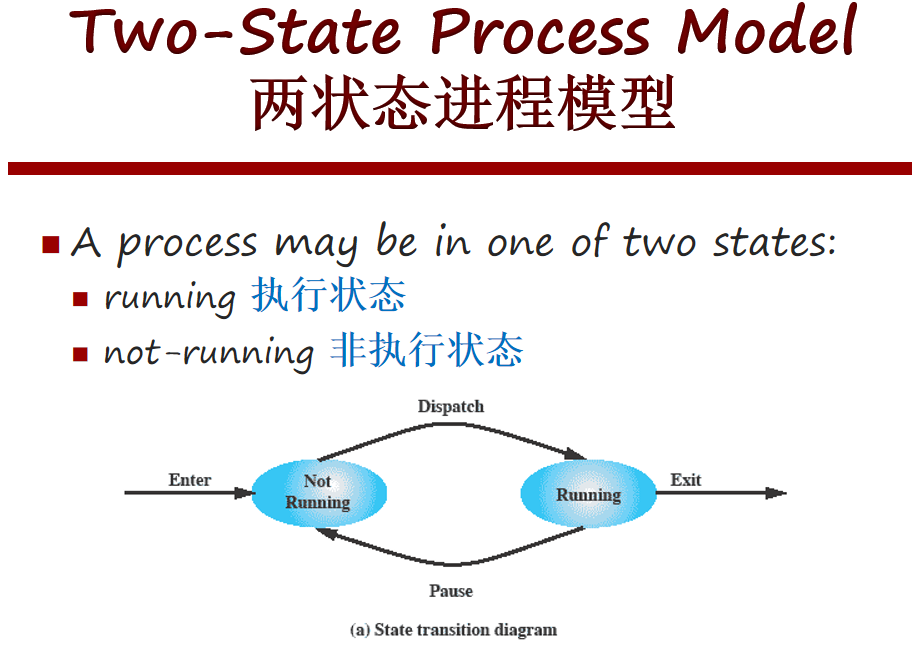 Two-State Process Model
两状态进程模型
A process may be in one of two states:
running 执行状态
not-running 非执行状态
Dispatch
Enter
Not
Running
Running
Exit
Pause
(a) State transition diagram